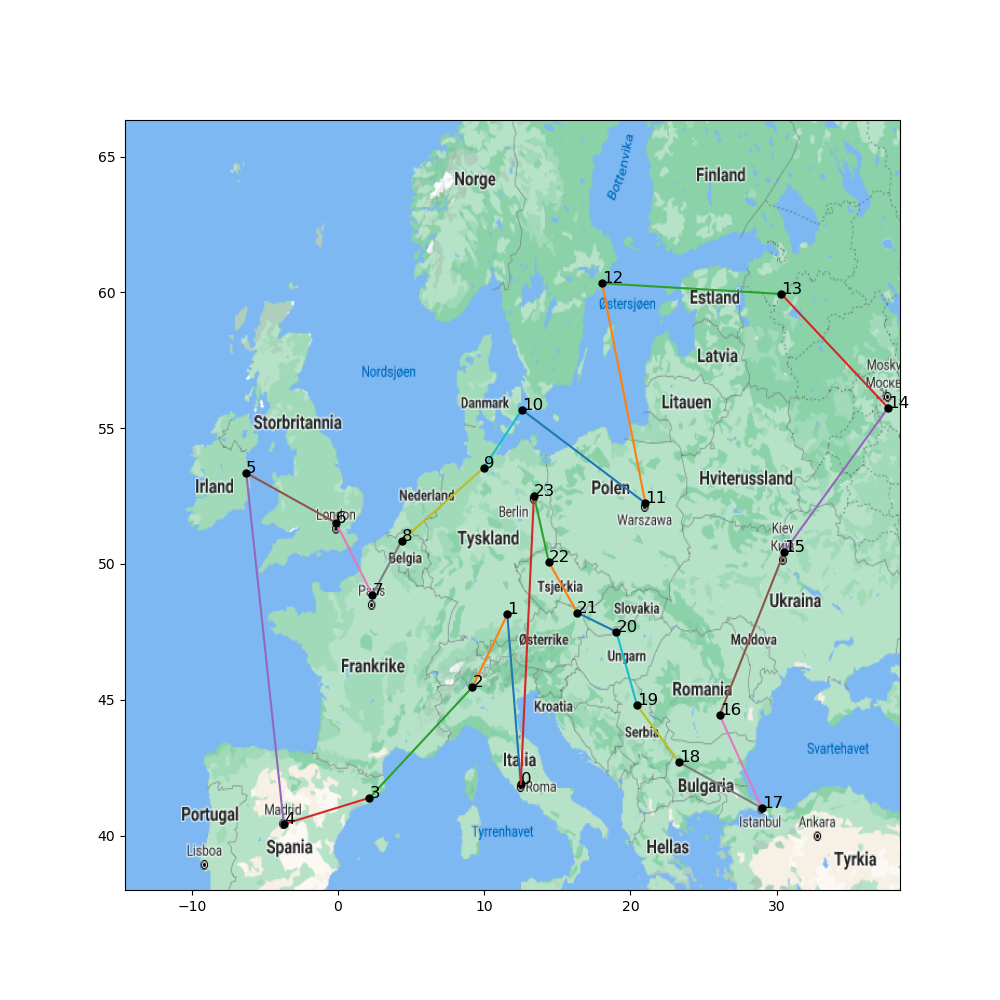 65
60
55
50
45
40
−10
0
10
20
30
Bottenvika
Finland
Norge
12
13
Østersjøen
Estland
Latvia
Nordsjøen
14
Litauen
Danmark
10
Storbritannia
5
Irland
9
Hviterussland
Nederland
23
Polen
11
Berlin
Warszawa
London
6
8
Belgia
Tyskland
Kiev
15
22
7
Tsjekkia
Ukraina
1
21
Slovakia
20
Østerrike
Moldova
Ungarn
Frankrike
2
Romania
Kroatia
19
16
Serbia
Svartehavet
Italia
18
0
Roma
Bulgaria
3
17
Madrid
4
Portugal
Spania
Tyrrenhavet
Istanbul
Ankara
Hellas
Lisboa
Tyrkia